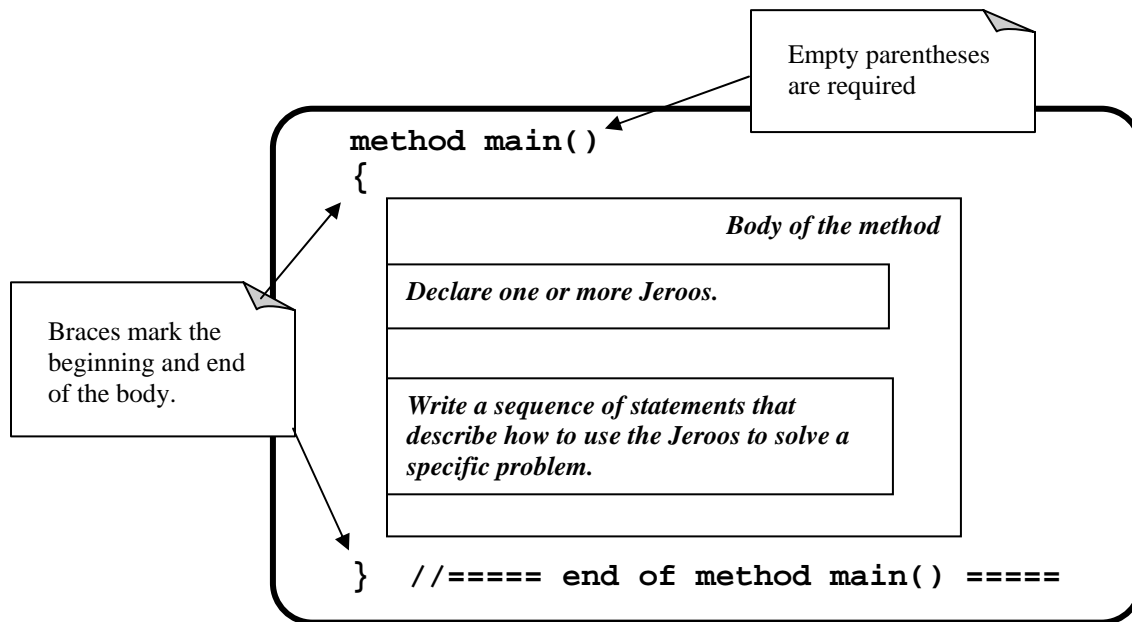 Empty parentheses
are required
method main()
{
Body of the method
Declare one or more Jeroos.
Braces mark the
beginning and end
of the body.
Write a sequence of statements that
describe how to use the Jeroos to solve a
specific problem.
} //===== end of method main() =====